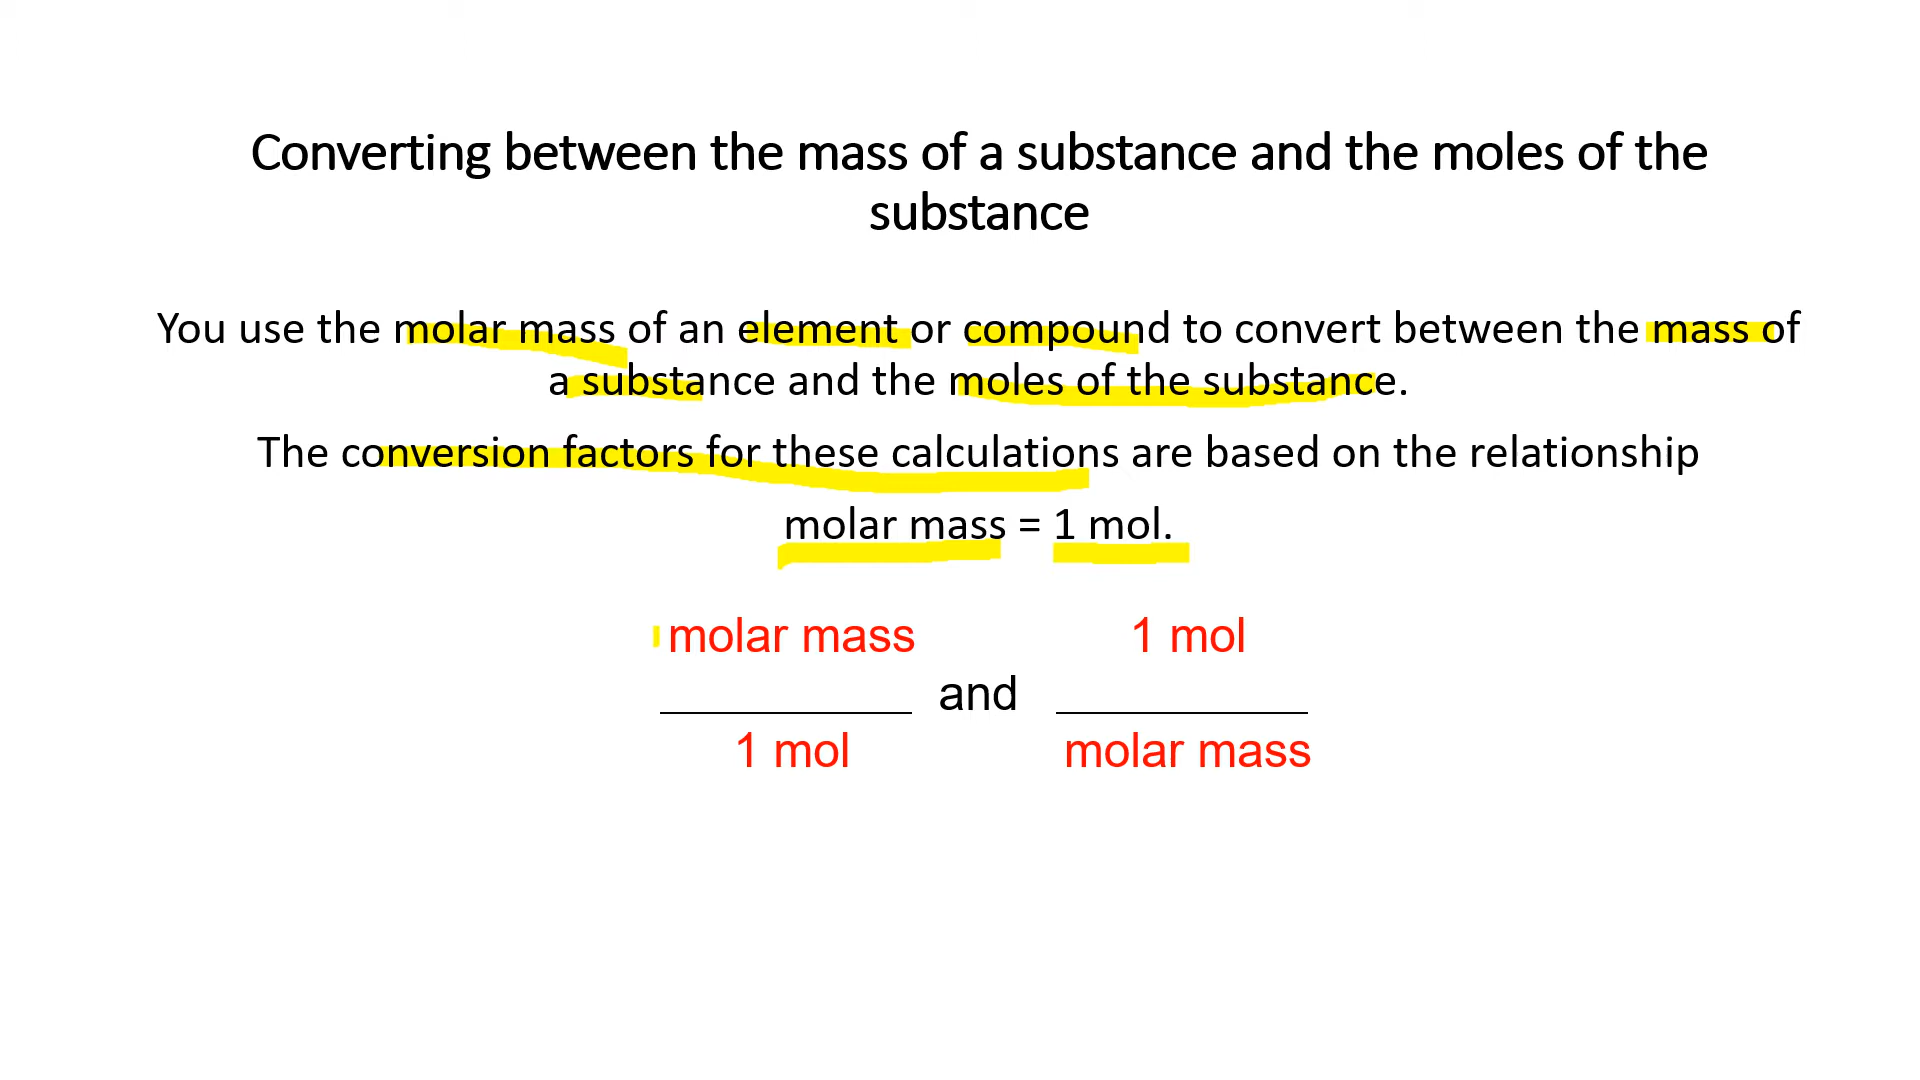 Converting between the mass of a substance and the moles of the
substance
You use the molar mass of an element or compound to convert between the mass of
a substance and the moles of the substance.
The conversion factors for these calculations are based on the relationship
molar mass = 1 mol.
molar mass 1 mol
and
1 mol molar mass